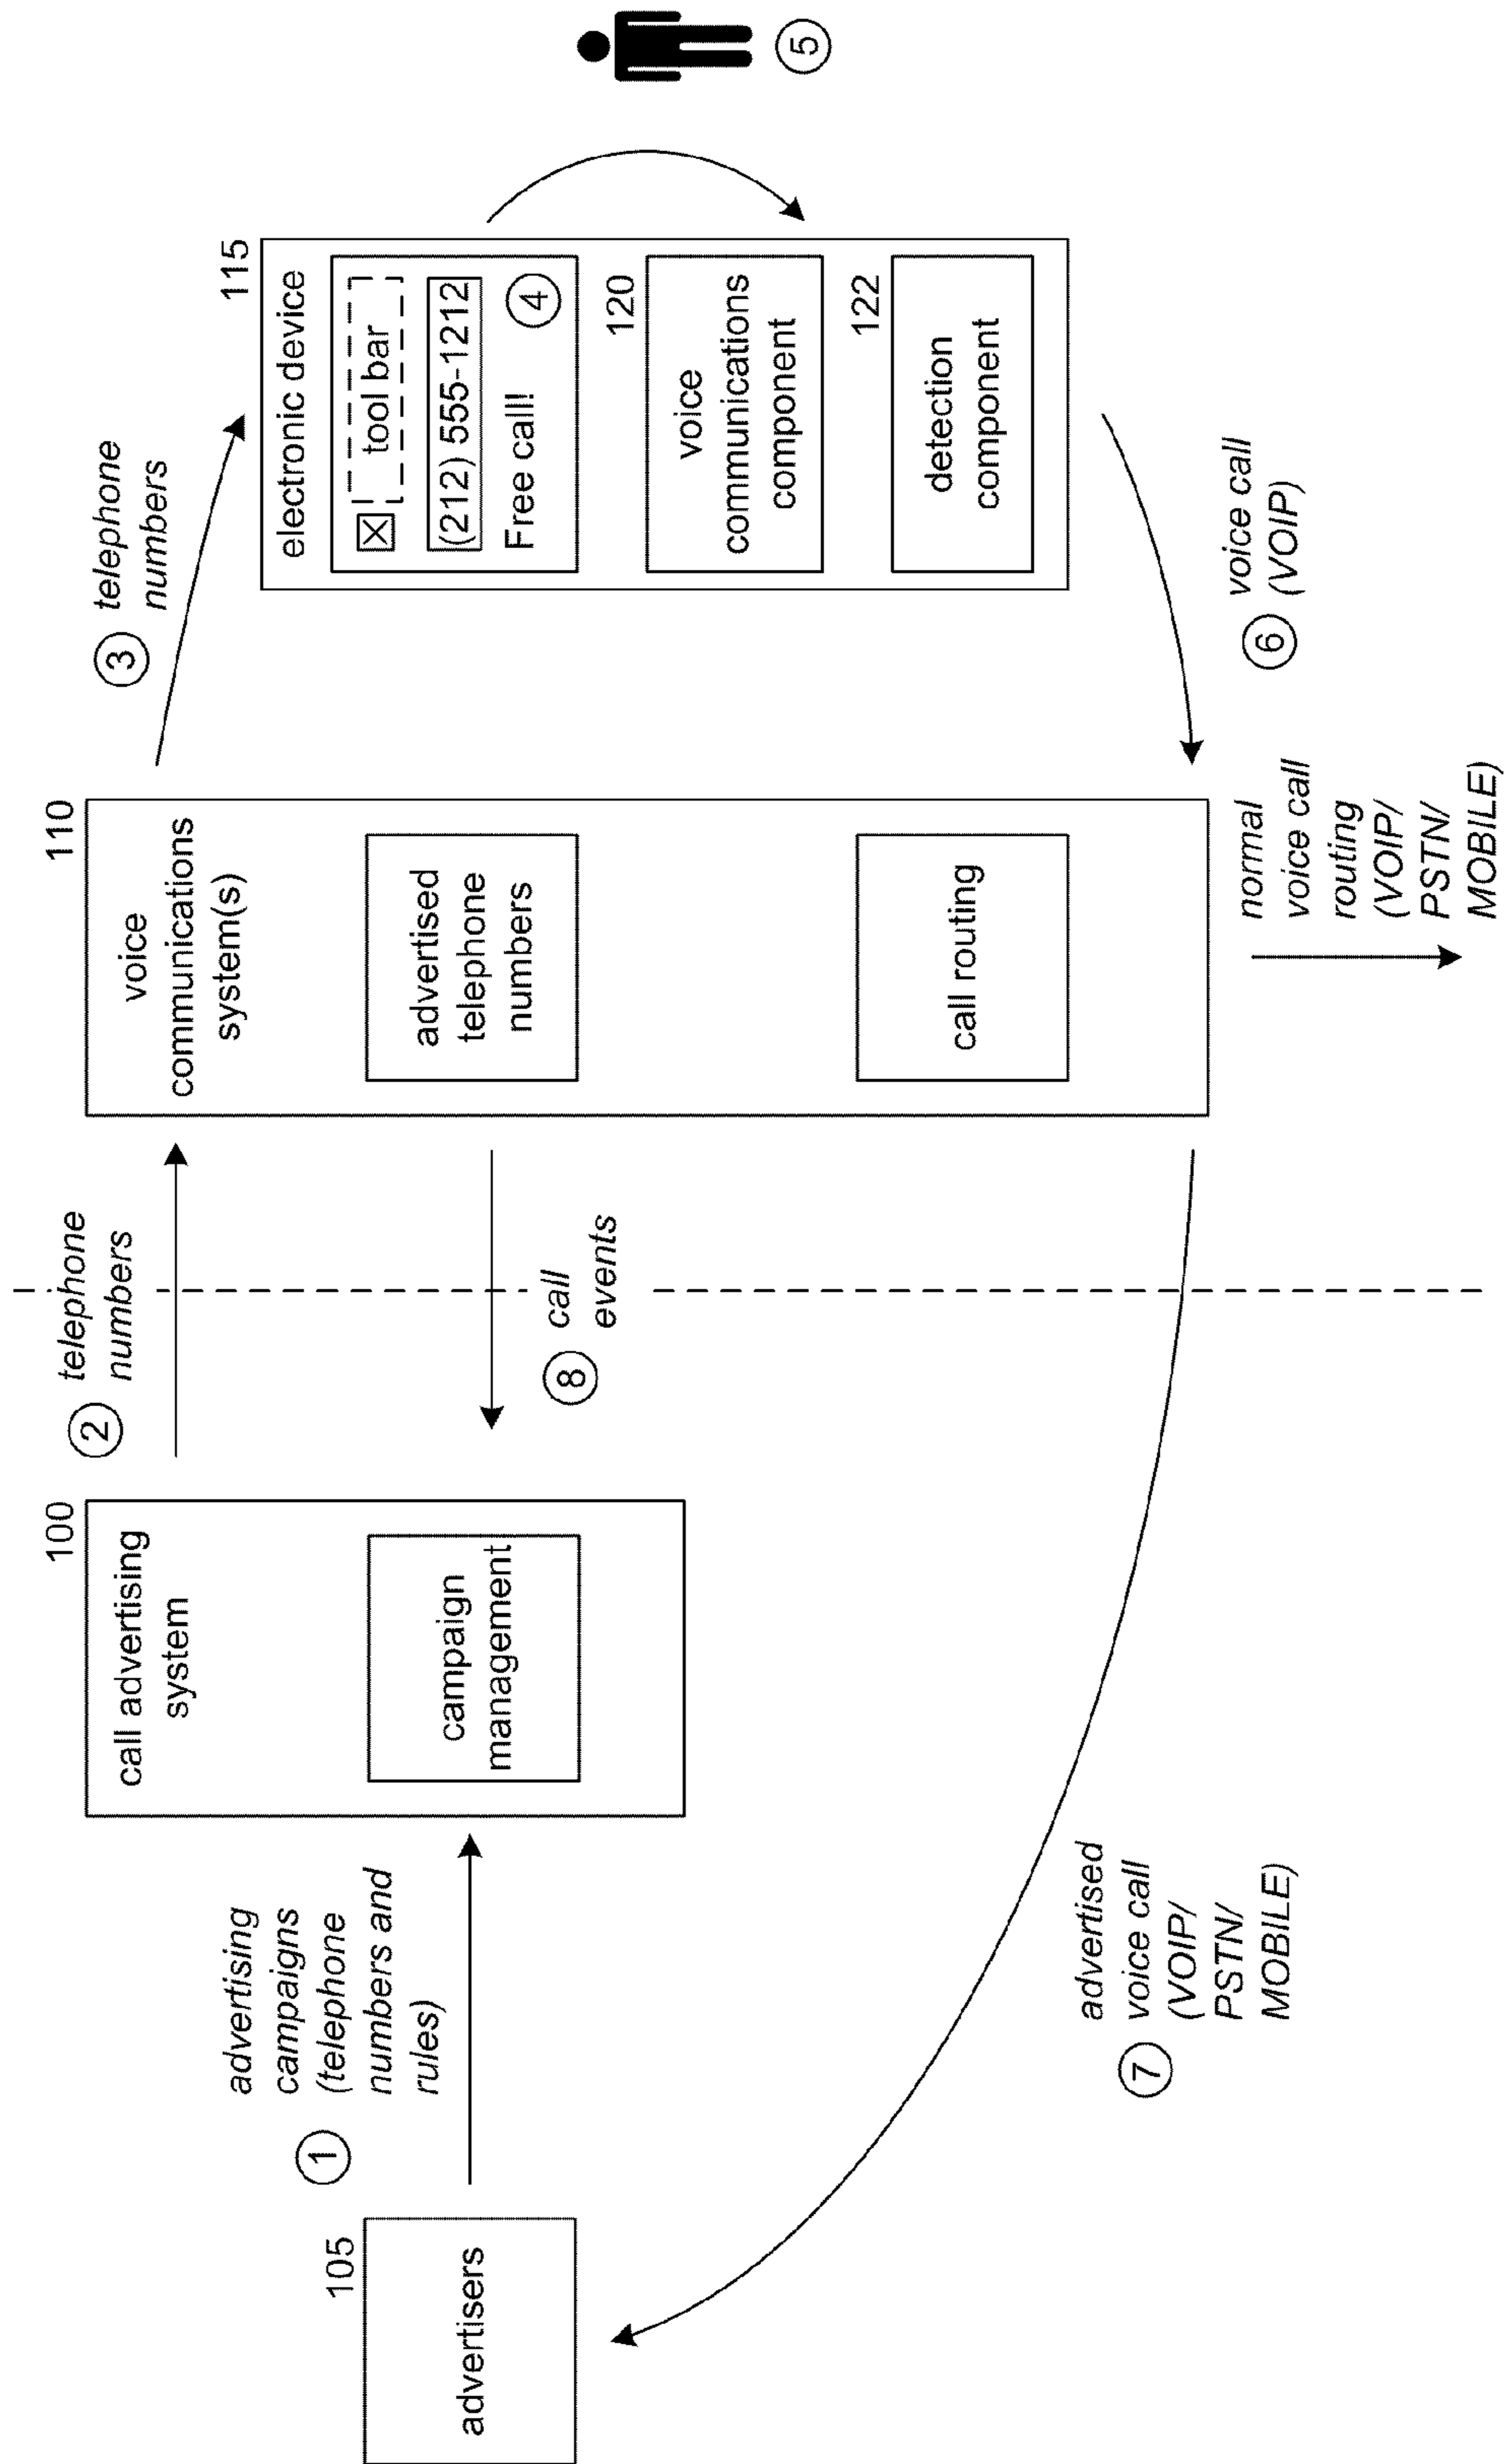 105
advertisers
1
advertising
campaigns
(telephone
numbers and
rules)
100
call advertising
system
campaign
management
2
telephone
numbers
8
call
events
7
advertised
voice call
(VOIP/
PSTN/
MOBILE)
110
voice
communications
system(s)
advertised
telephone
numbers
call routing
normal
voice call
routing
(VOIP/
PSTN/
MOBILE)
3
telephone
numbers
115
electronic device
tool bar
(212) 555-1212
Free call!
4
120
voice
communications
component
122
detection
component
6
voice call
(VOIP)
5